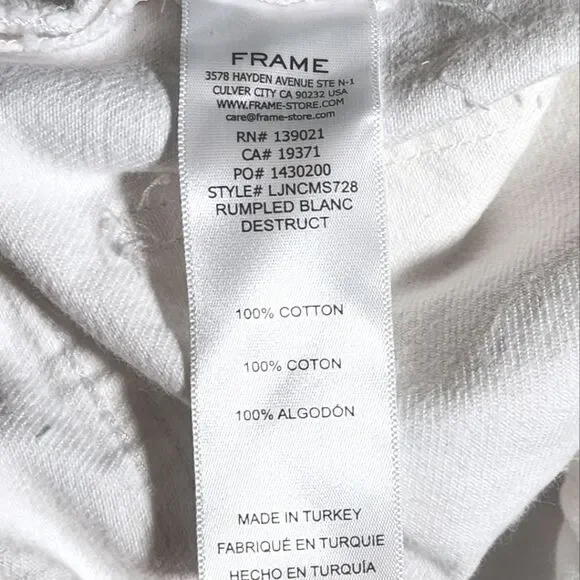 FRAME
3578 HAYDEN AVENUE STE N-1
CULVER CITY CA 90232 USA
WWW.FRAME-STORE.COM
care@frame-store.com
RN# 139021
CA# 19371
PO# 1430200
STYLE# LJNCMS728
RUMPLED BLANC
DESTRUCT
100% COTTON
100% COTON
100% ALGODÓN
MADE IN TURKEY
FABRIQUÉ EN TURQUIE
HECHO EN TURQUÍA